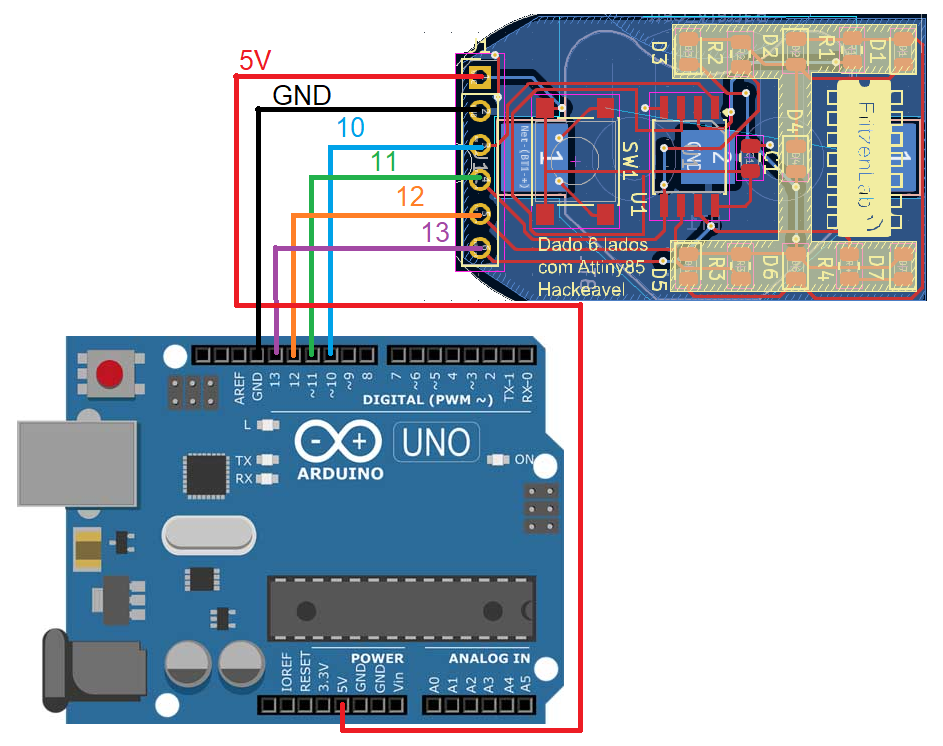 5V
GND
10
11
12
13
J1
D3
R2
D2
R1
D1
D4
SW1
U1
C1
1
2
GND
1
Net-(BT1-+)
FritzenLab
Dado 6 lados
com Attiny85
Hackeavel
D5
R3
D6
R4
D7
AREF
GND
13
12
~11
~10
~9
8
7
~6
~5
4
~3
2
TX-1
RX-0
DIGITAL (PWM ~)
L
TX
RX
ARDUINO
UNO
ON
POWER
ANALOG IN
IOREF
RESET
3.3V
5V
GND
GND
Vin
A0
A1
A2
A3
A4
A5